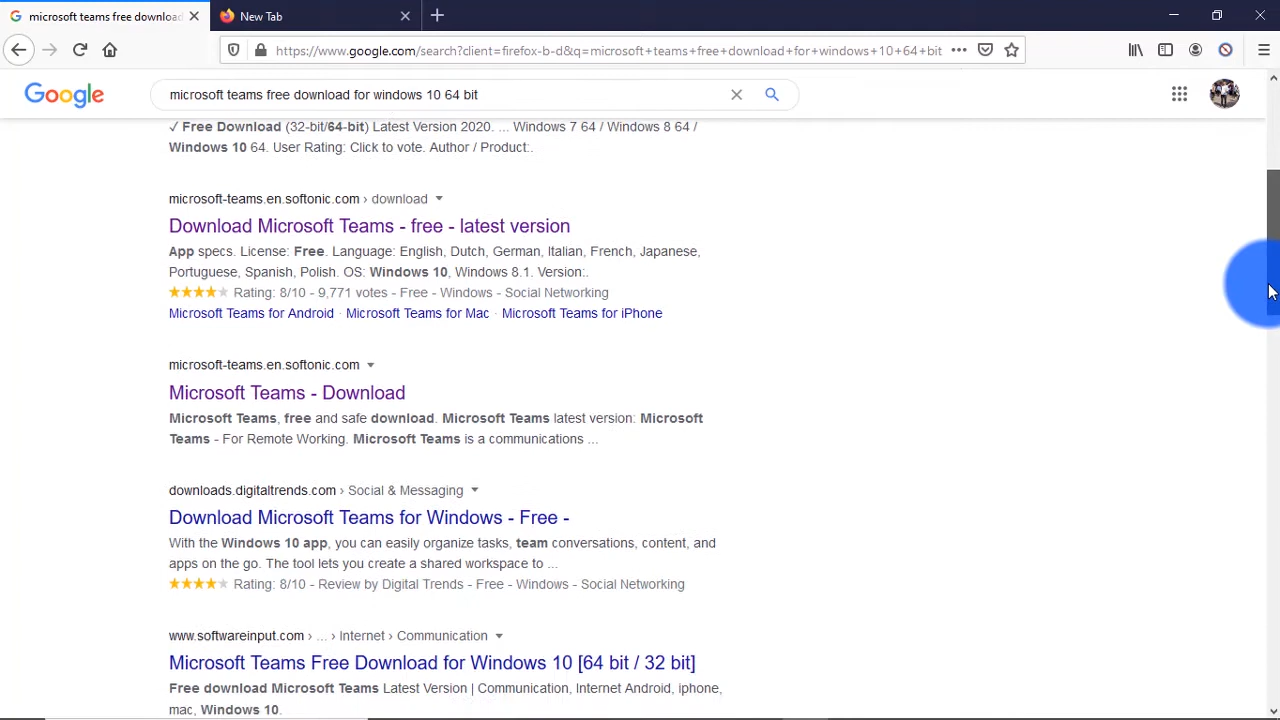 microsoft teams free download
New Tab
https://www.google.com/search?client=firefox-b-d&q=microsoft+teams+free+download+for+windows+10+64+bit
Google
microsoft teams free download for windows 10 64 bit
✓ Free Download (32-bit/64-bit) Latest Version 2020. ... Windows 7 64 / Windows 8 64 /
Windows 10 64. User Rating: Click to vote. Author / Product:.
microsoft-teams.en.softonic.com › download
Download Microsoft Teams - free - latest version
App specs. License: Free. Language: English, Dutch, German, Italian, French, Japanese,
Portuguese, Spanish, Polish. OS: Windows 10, Windows 8.1. Version:.
Rating: 8/10 - 9,771 votes - Free - Windows - Social Networking
Microsoft Teams for Android · Microsoft Teams for Mac · Microsoft Teams for iPhone
microsoft-teams.en.softonic.com
Microsoft Teams - Download
Microsoft Teams, free and safe download. Microsoft Teams latest version: Microsoft
Teams - For Remote Working. Microsoft Teams is a communications ...
downloads.digitaltrends.com › Social & Messaging
Download Microsoft Teams for Windows - Free -
With the Windows 10 app, you can easily organize tasks, team conversations, content, and
apps on the go. The tool lets you create a shared workspace to ...
Rating: 8/10 - Review by Digital Trends - Free - Windows - Social Networking
www.softwareinput.com › ... › Internet › Communication
Microsoft Teams Free Download for Windows 10 [64 bit / 32 bit]
Free download Microsoft Teams Latest Version | Communication, Internet Android, iphone,
mac, Windows 10.